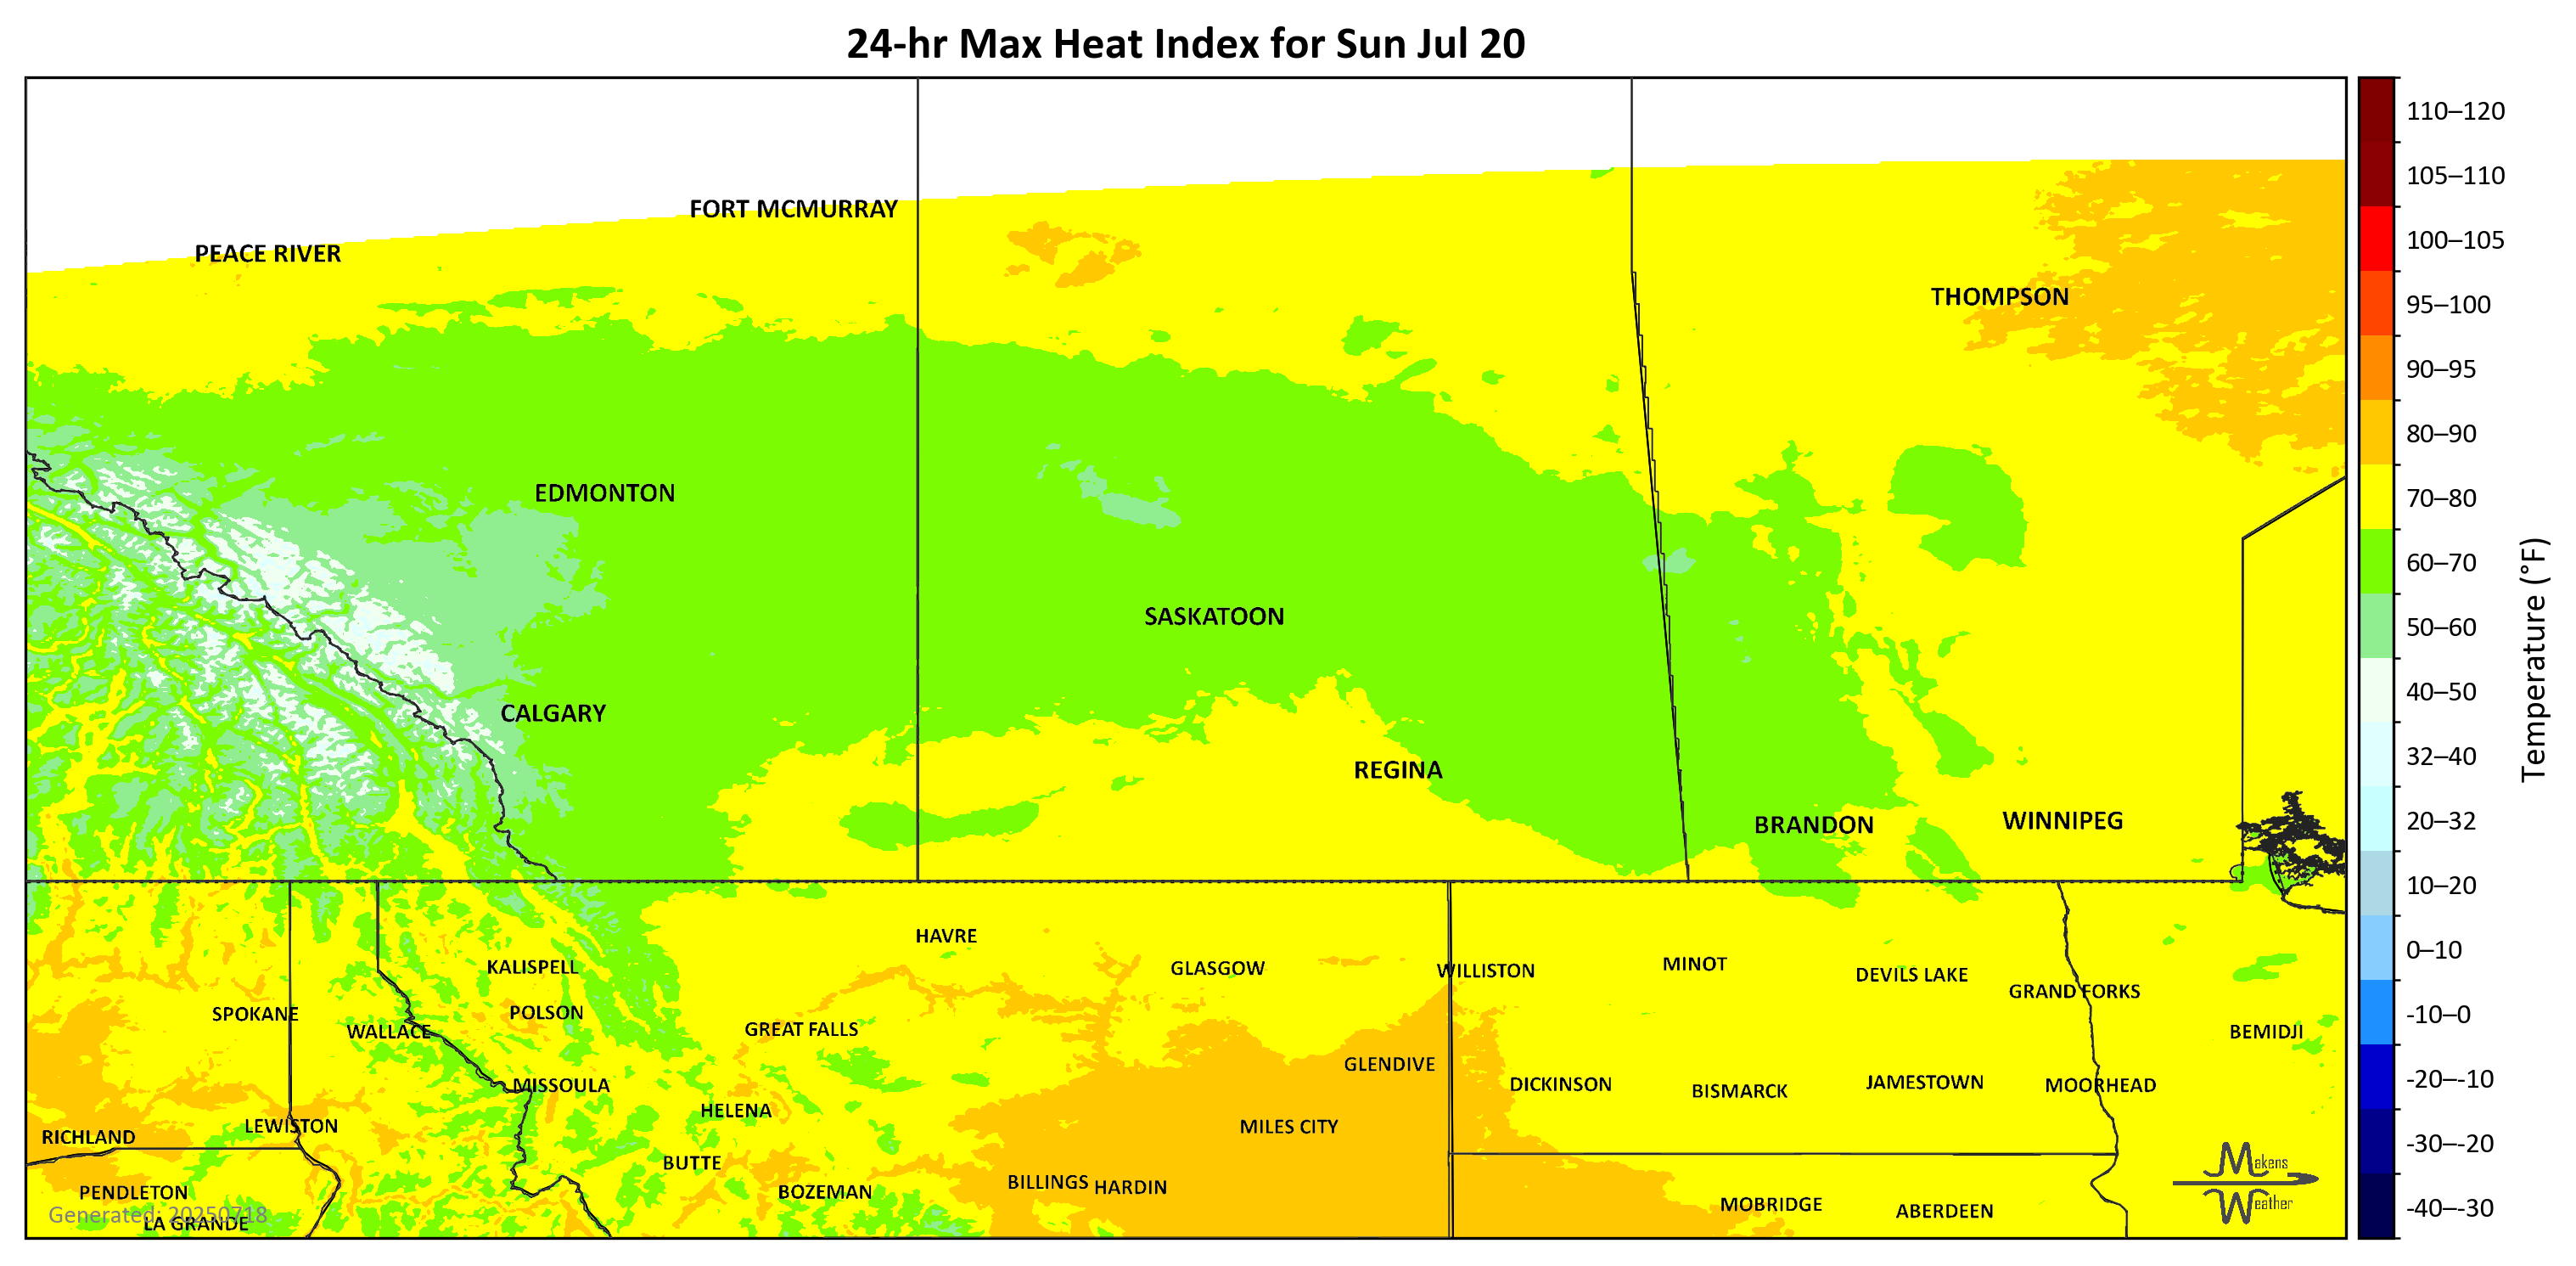 24-hr Max Heat Index for Sun Jul 20
FORT MCMURRAY
PEACE RIVER
THOMPSON
EDMONTON
SASKATOON
CALGARY
REGINA
BRANDON
WINNIPEG
HAVRE
KALISPELL
GLASGOW
WILLISTON
MINOT
DEVILS LAKE
GRAND FORKS
SPOKANE
POLSON
WALLACE
GREAT FALLS
BEMIDJI
GLENDIVE
MISSOULA
DICKINSON
BISMARCK
JAMESTOWN
MOORHEAD
HELENA
LEWISTON
MILES CITY
RICHLAND
BUTTE
BILLINGS
HARDIN
PENDLETON
BOZEMAN
MOBRIDGE
ABERDEEN
Generated: 20250718
LA GRANDE
Makens
Weather
110–120
105–110
100–105
95–100
90–95
80–90
70–80
60–70
50–60
40–50
32–40
20–32
10–20
0–10
-10–0
-20–-10
-30–-20
-40–-30
Temperature (°F)